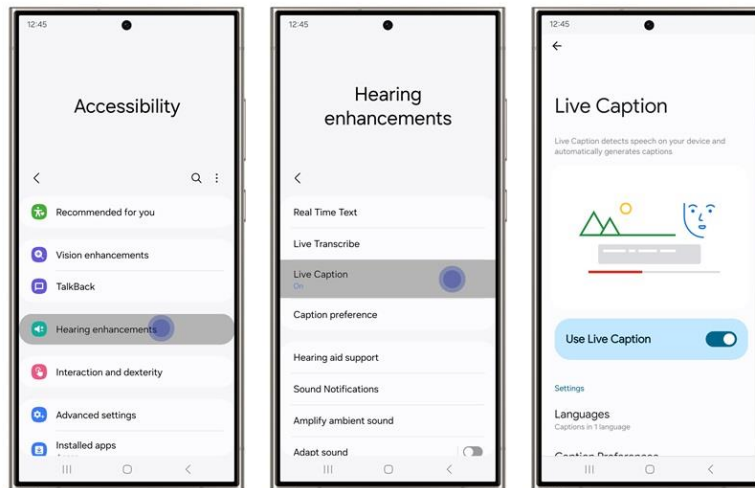 12:45
Accessibility
Recommended for you
Vision enhancements
TalkBack
Hearing enhancements
Interaction and dexterity
Advanced settings
Installed apps
12:45
Hearing
enhancements
Real Time Text
Live Transcribe
Live Caption
On
Caption preference
Hearing aid support
Sound Notifications
Amplify ambient sound
Adapt sound
12:45
Live Caption
Live Caption detects speech on your device and
automatically generates captions
Use Live Caption
Settings
Languages
Captions in 1 language
Caption Preferences